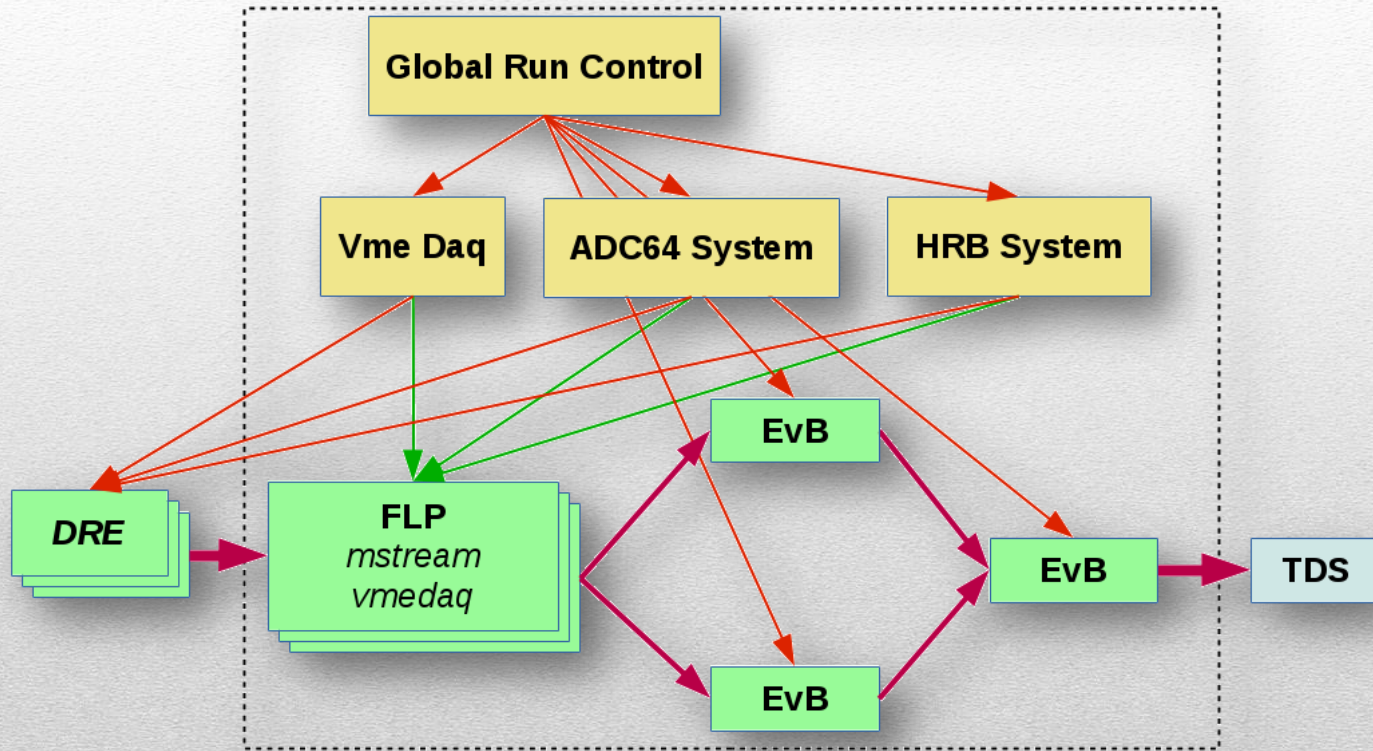 Global Run Control
Vme Daq
ADC64 System
HRB System
EvB
DRE
FLP
mstream
vmedaq
EvB
TDS
EvB